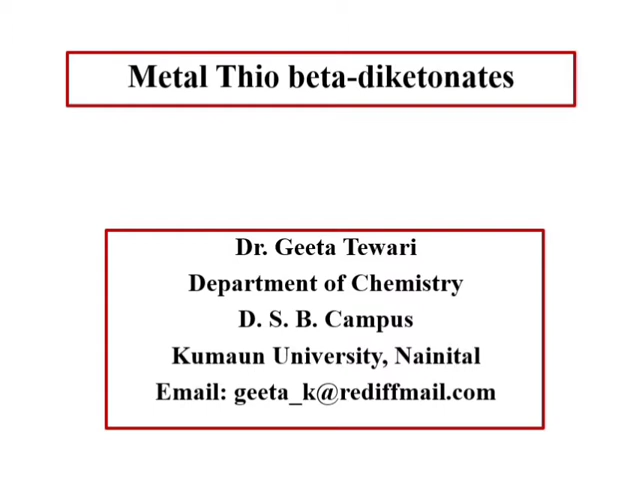 Metal Thio beta-diketonates
Dr. Geeta Tewari
Department of Chemistry
D. S. B. Campus
Kumaun University, Nainital
Email: geeta_k@rediffmail.com